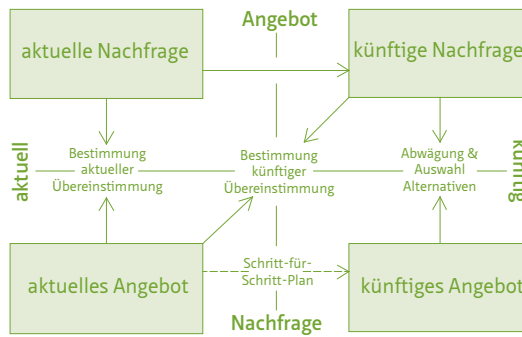 Angebot
aktuelle Nachfrage
künftige Nachfrage
aktuell
Bestimmung
aktueller
Übereinstimmung
Bestimmung
künftiger
Übereinstimmung
Abwägung &
Auswahl
Alternativen
künftig
aktuelles Angebot
Schritt-für-
Schritt-Plan
künftiges Angebot
Nachfrage